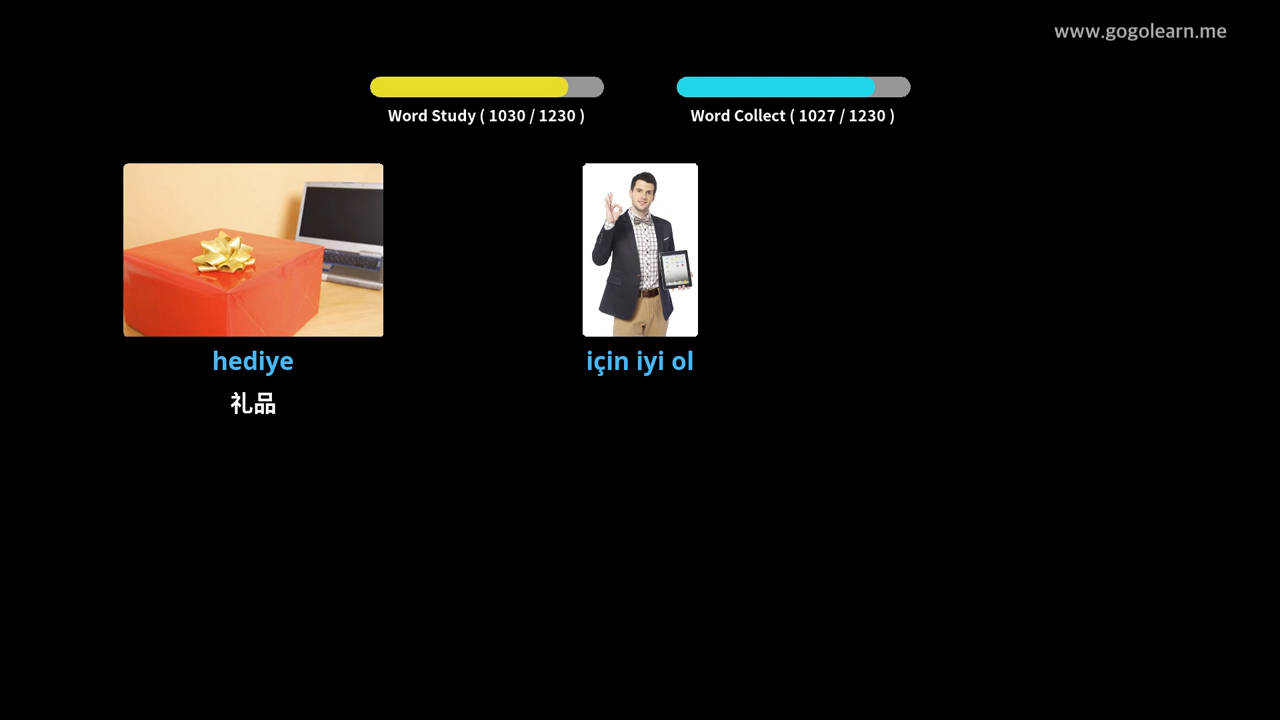 www.gogolearn.me
Word Study ( 1030 / 1230 )
Word Collect ( 1027 / 1230 )
hediye
için iyi ol
礼品